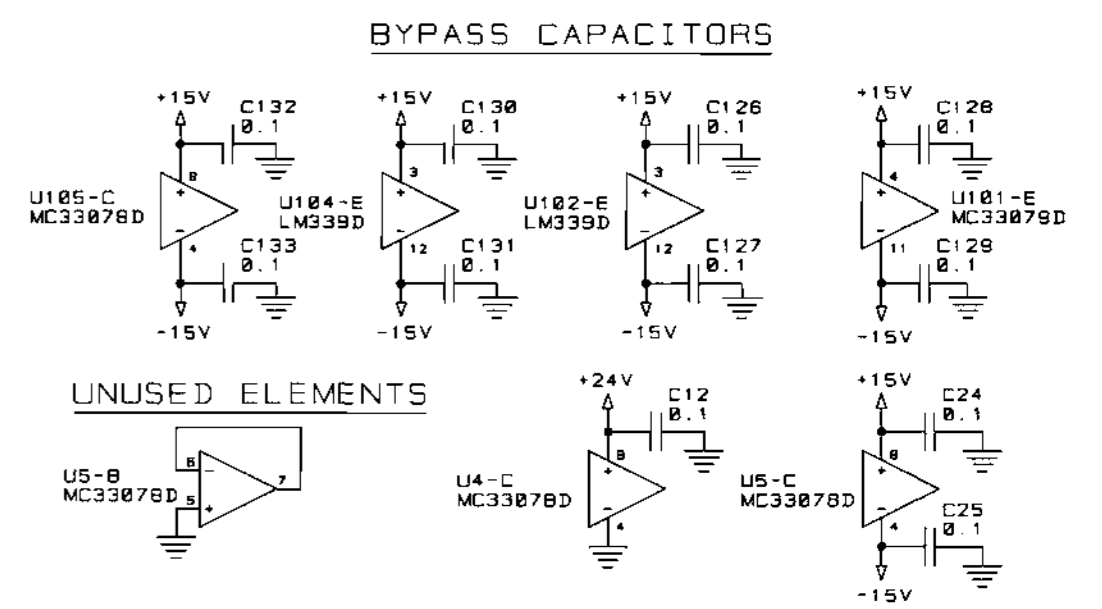 BYPASS CAPACITORS
+15V
C132
0.1
8
U105-C
MC33078D
4
C133
0.1
-15V
+15V
C130
0.1
3
U104-E
LM339D
12
C131
0.1
-15V
+15V
C126
0.1
3
U102-E
LM339D
12
C127
0.1
-15V
+15V
C128
0.1
4
U101-E
MC33079D
11
C129
0.1
-15V
UNUSED ELEMENTS
6
U5-B
MC33078D
5
7
+24V
C12
0.1
8
U4-C
MC33078D
4
+15V
C24
0.1
8
U5-C
MC33078D
4
C25
0.1
-15V